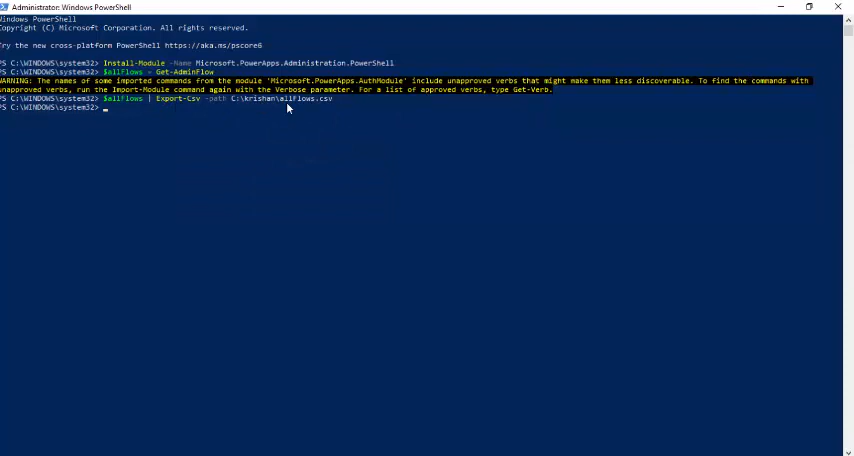 Administrator: Windows PowerShell
Windows PowerShell
Copyright (C) Microsoft Corporation. All rights reserved.
Try the new cross-platform PowerShell https://aka.ms/pscore6
PS C:\WINDOWS\system32> Install-Module -Name Microsoft.PowerApps.Administration.PowerShell
PS C:\WINDOWS\system32> $allFlows = Get-AdminFlow
WARNING: The names of some imported commands from the module 'Microsoft.PowerApps.AuthModule' include unapproved verbs that might make them less discoverable. To find the commands with
unapproved verbs, run the Import-Module command again with the Verbose parameter. For a list of approved verbs, type Get-Verb.
PS C:\WINDOWS\system32> $allflows | Export-Csv -path C:\krishan\allFlows.csv
PS C:\WINDOWS\system32>